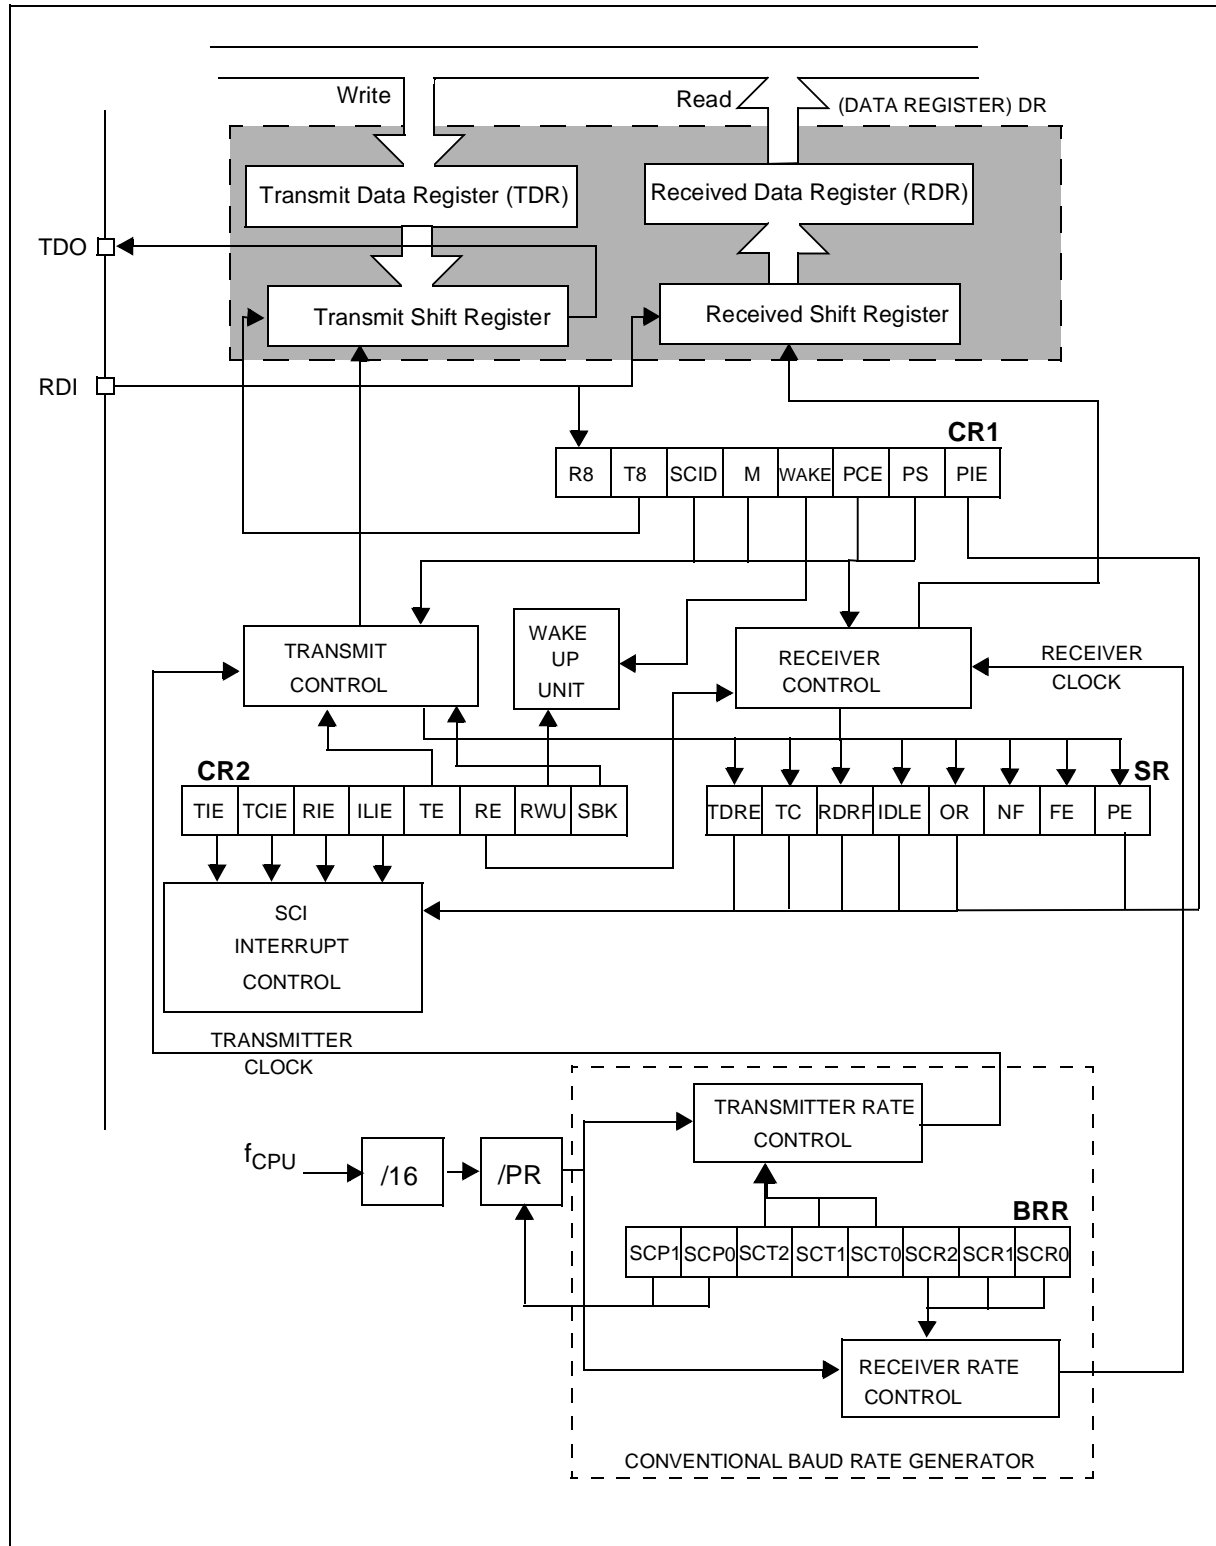 Write
Read
(DATA REGISTER) DR
Transmit Data Register (TDR)
Received Data Register (RDR)
TDO
Transmit Shift Register
Received Shift Register
RDI
CR1
R8 T8 SCID M WAKE PCE PS PIE
TRANSMIT
CONTROL
WAKE
UP
UNIT
RECEIVER
CONTROL
RECEIVER
CLOCK
CR2
TIE TCIE RIE ILIE TE RE RWU SBK
SR
TDRE TC RDRF IDLE OR NF FE PE
SCI
INTERRUPT
CONTROL
TRANSMITTER
CLOCK
TRANSMITTER RATE
CONTROL
fCPU
/16
/PR
BRR
SCP1 SCP0 SCT2 SCT1 SCT0 SCR2 SCR1 SCR0
RECEIVER RATE
CONTROL
CONVENTIONAL BAUD RATE GENERATOR